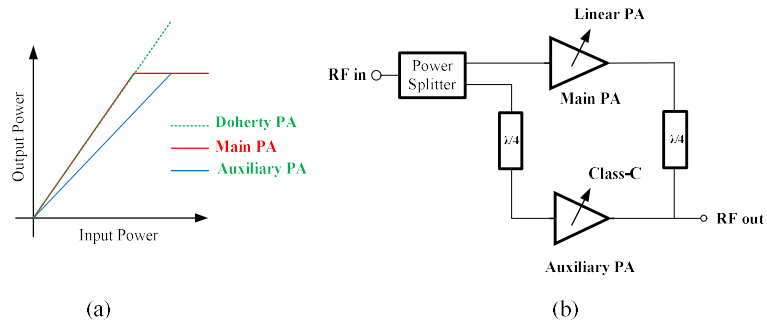 Output Power
Input Power
Doherty PA
Main PA
Auxiliary PA
(a)
RF in
Power
Splitter
Linear PA
Main PA
λ/4
λ/4
Class-C
Auxiliary PA
RF out
(b)